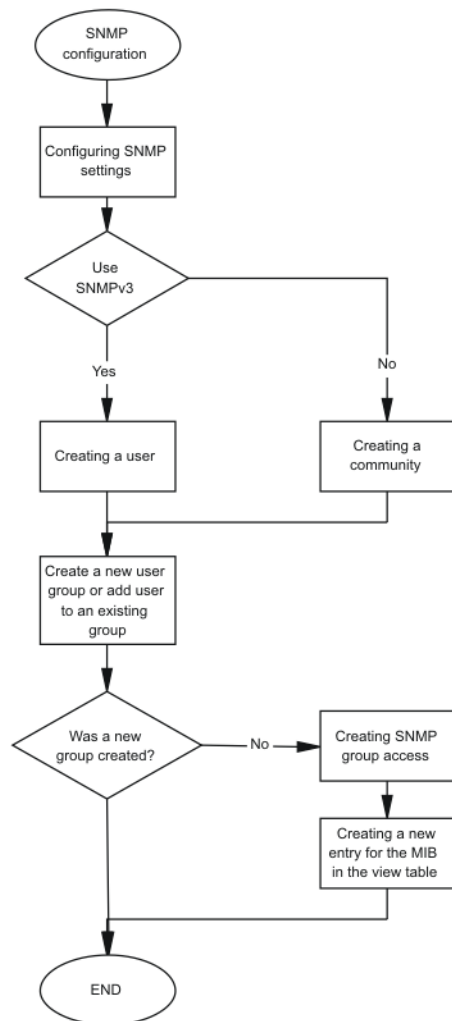 SNMP
configuration
Configuring SNMP
settings
Use
SNMPv3
Yes
No
Creating a user
Creating a
community
Create a new user
group or add user
to an existing
group
Was a new
group created?
No
Creating SNMP
group access
Creating a new
entry for the MIB
in the view table
END